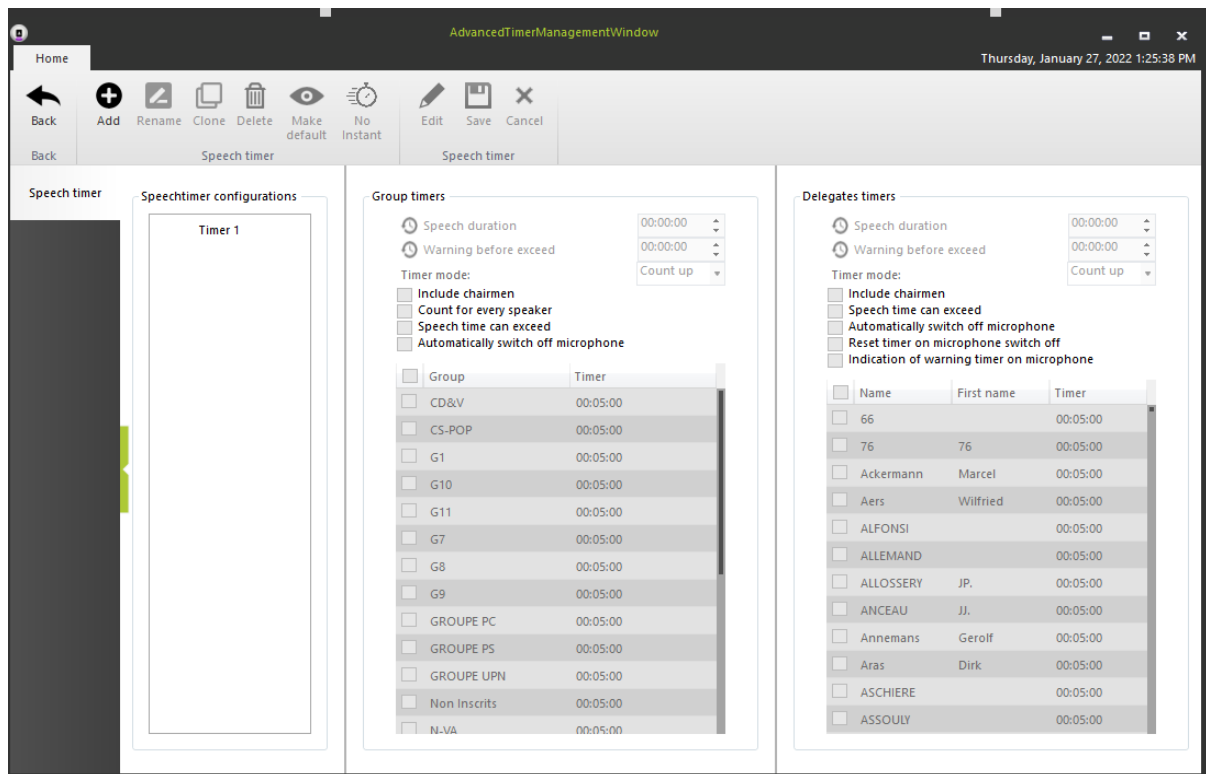 AdvancedTimerManagementWindow
Home
Thursday, January 27, 2022 1:25:38 PM
Back
Add
Rename
Clone
Delete
Make default
No Instant
Edit
Save
Cancel
Back
Speech timer
Speech timer
Speech timer
Speechtimer configurations
Timer 1
Group timers
Speech duration 00:00:00
Warning before exceed 00:00:00
Timer mode: Count up
Include chairmen
Count for every speaker
Speech time can exceed
Automatically switch off microphone
Group Timer
CD&V 00:05:00
CS-POP 00:05:00
G1 00:05:00
G10 00:05:00
G11 00:05:00
G7 00:05:00
G8 00:05:00
G9 00:05:00
GROUPE PC 00:05:00
GROUPE PS 00:05:00
GROUPE UPN 00:05:00
Non Inscrits 00:05:00
N-VA 00:05:00
Delegates timers
Speech duration 00:00:00
Warning before exceed 00:00:00
Timer mode: Count up
Include chairmen
Speech time can exceed
Automatically switch off microphone
Reset timer on microphone switch off
Indication of warning timer on microphone
Name First name Timer
66 00:05:00
76 76 00:05:00
Ackermann Marcel 00:05:00
Aers Wilfried 00:05:00
ALFONSI 00:05:00
ALLEMAND 00:05:00
ALLOSSERY JP. 00:05:00
ANCEAU JJ. 00:05:00
Annemans Gerolf 00:05:00
Aras Dirk 00:05:00
ASCHIERE 00:05:00
ASSOULY 00:05:00